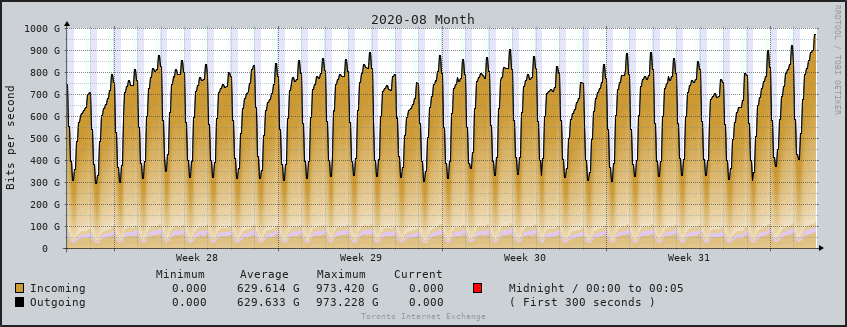 2020-08 Month
RRDTOOL / TOBI OETIKER
Bits per second
1000 G
900 G
800 G
700 G
600 G
500 G
400 G
300 G
200 G
100 G
0
Week 28 Week 29 Week 30 Week 31
Minimum Average Maximum Current
Incoming 0.000 629.614 G 973.420 G 0.000 Midnight / 00:00 to 00:05
Outgoing 0.000 629.633 G 973.228 G 0.000 ( First 300 seconds )
Toronto Internet Exchange